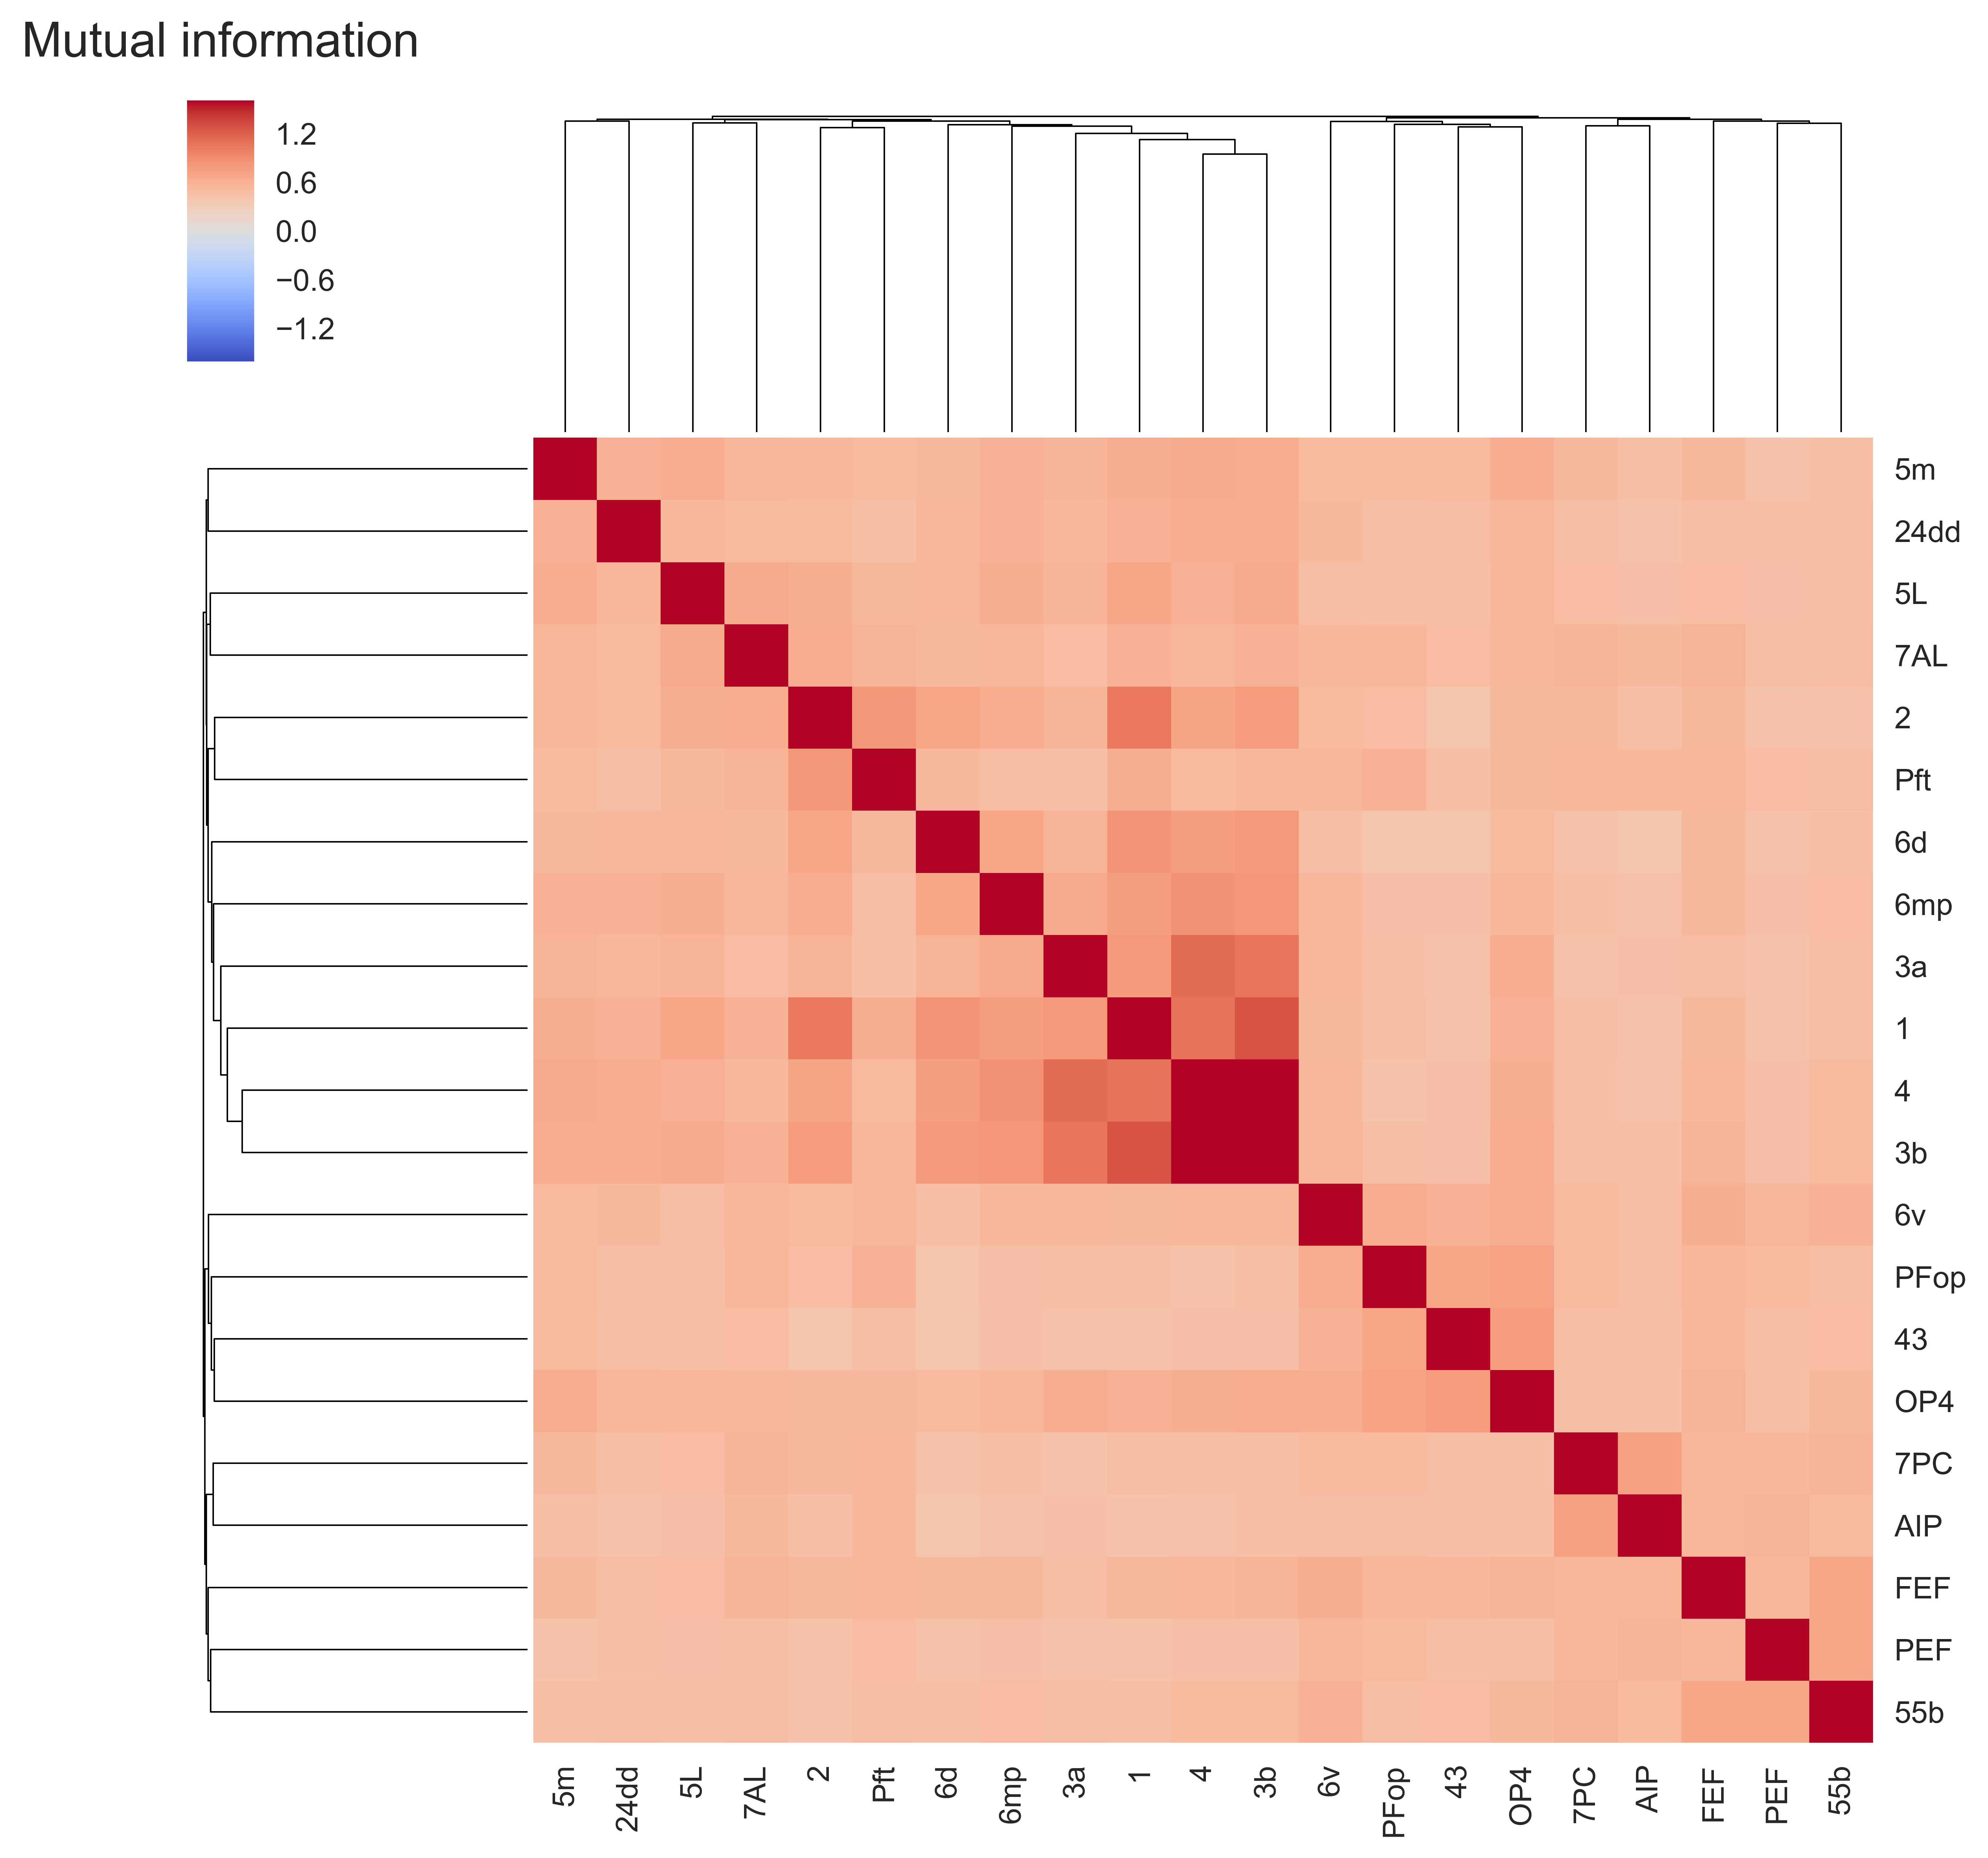 Mutual information
1.2
0.6
0.0
−0.6
−1.2
5m
24dd
5L
7AL
2
Pft
6d
6mp
3a
1
4
3b
6v
PFop
43
OP4
7PC
AIP
FEF
PEF
55b
5m
24dd
5L
7AL
2
Pft
6d
6mp
3a
1
4
3b
6v
PFop
43
OP4
7PC
AIP
FEF
PEF
55b